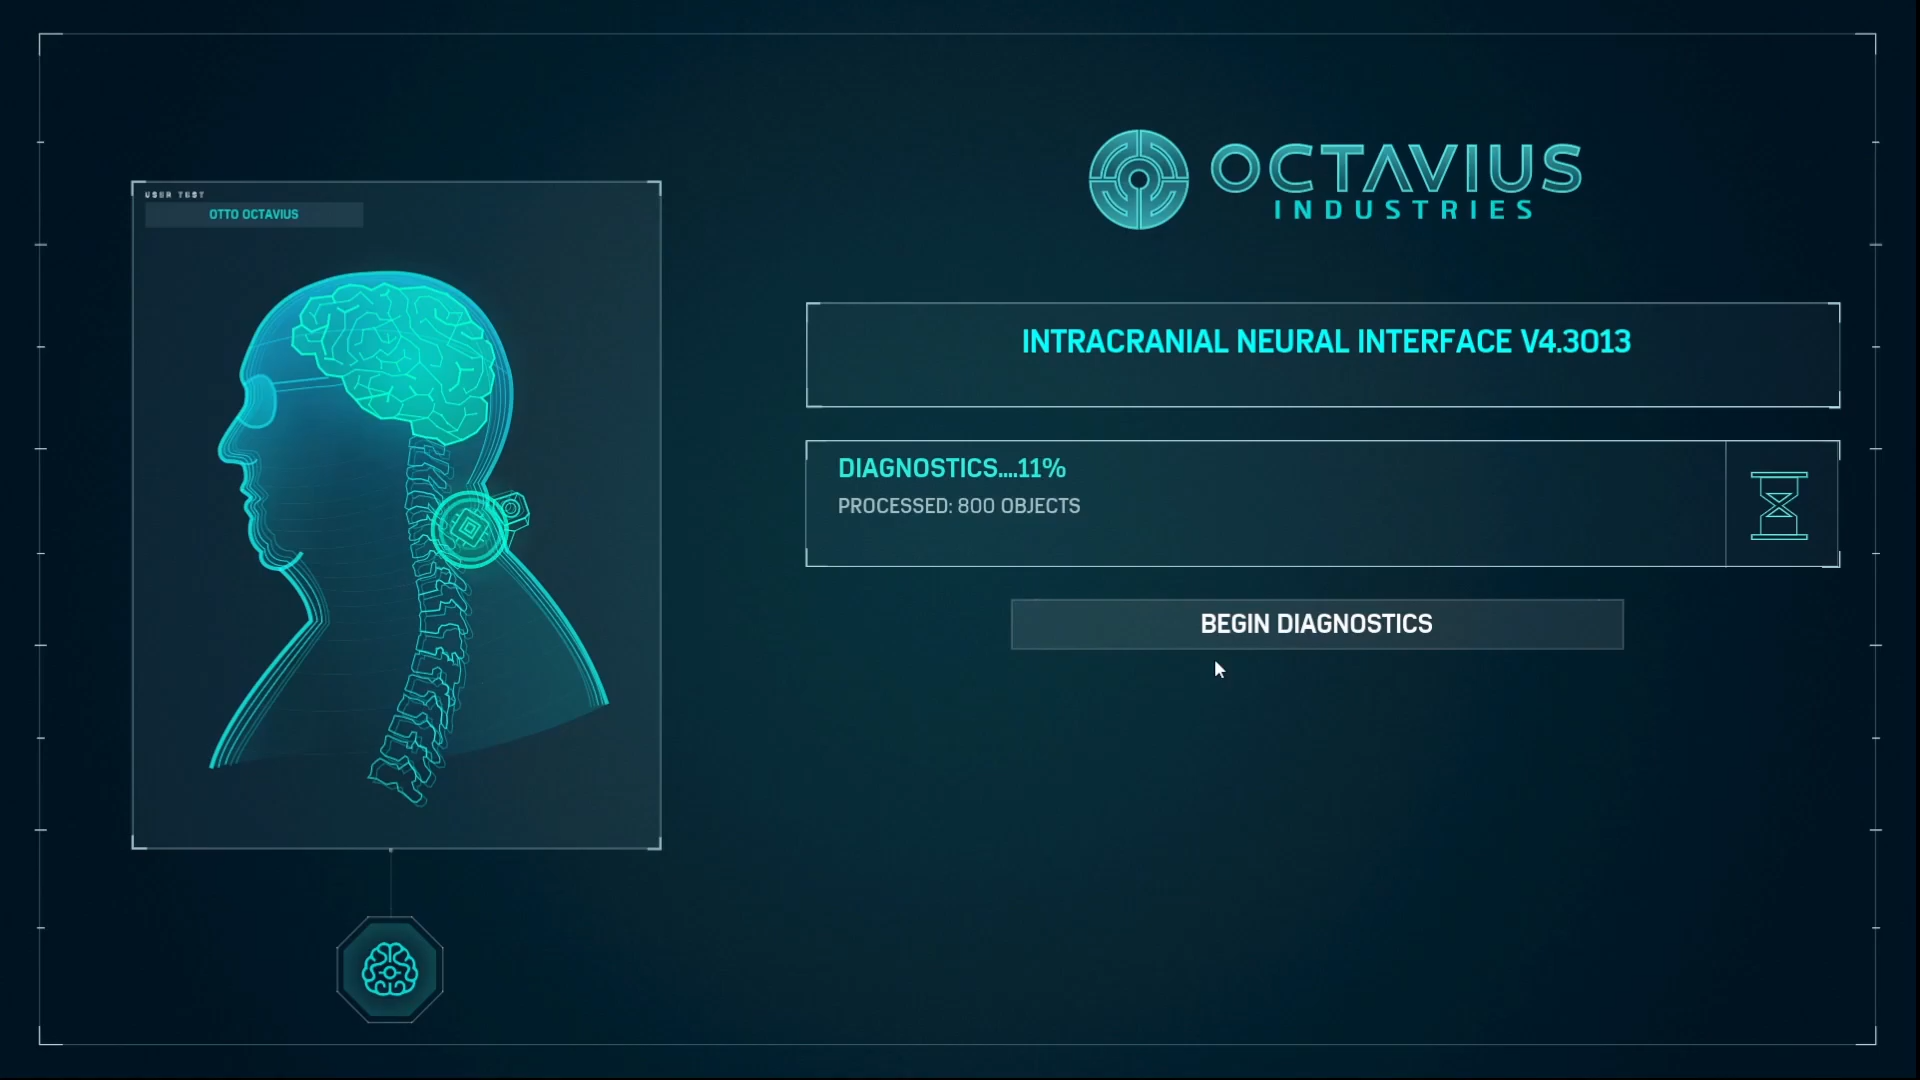 USER TEST
OTTO OCTAVIUS
OCTAVIUS
INDUSTRIES
INTRACRANIAL NEURAL INTERFACE V4.3013
DIAGNOSTICS....11%
PROCESSED: 800 OBJECTS
BEGIN DIAGNOSTICS